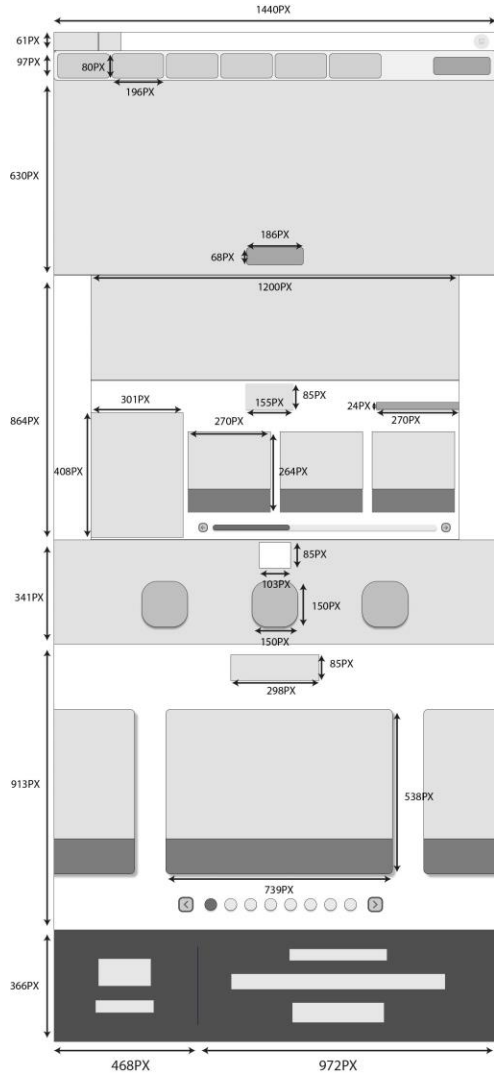 1440PX
61PX
97PX
80PX
196PX
630PX
186PX
68PX
1200PX
864PX
301PX
155PX
85PX
24PX
270PX
270PX
408PX
264PX
341PX
85PX
103PX
150PX
150PX
85PX
298PX
913PX
538PX
739PX
366PX
468PX
972PX